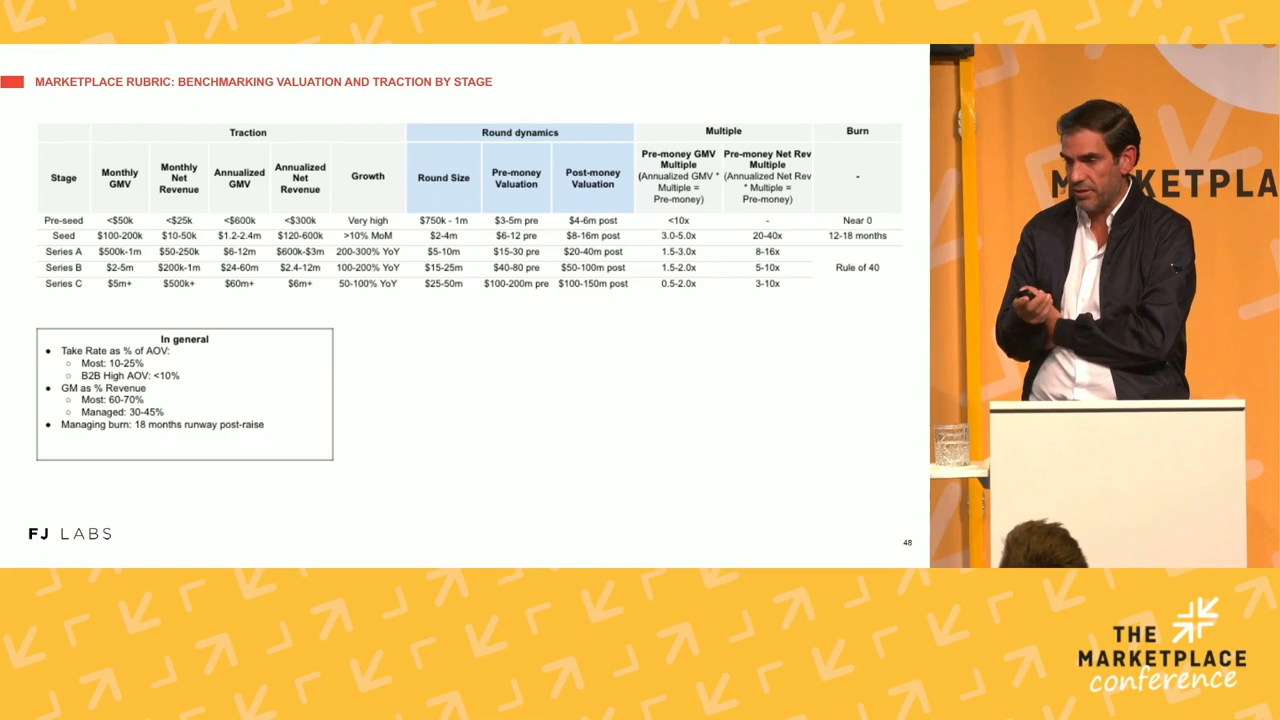 MARKETPLACE RUBRIC: BENCHMARKING VALUATION AND TRACTION BY STAGE
Traction Round dynamics Multiple Burn
Stage Monthly GMV Monthly Net Revenue Annualized GMV Annualized Net Revenue Growth Round Size Pre-money Valuation Post-money Valuation Pre-money GMV Multiple (Annualized GMV * Multiple = Pre-money) Pre-money Net Rev Multiple (Annualized Net Rev * Multiple = Pre-money) -
Pre-seed <$50k <$25k <$600k <$300k Very high $750k - 1m $3-5m pre $4-6m post <10x - Near 0
Seed $100-200k $10-50k $1.2-2.4m $120-600k >10% MoM $2-4m $6-12 pre $8-16m post 3.0-5.0x 20-40x 12-18 months
Series A $500k-1m $50-250k $6-12m $600k-$3m 200-300% YoY $5-10m $15-30 pre $20-40m post 1.5-3.0x 8-16x
Series B $2-5m $200k-1m $24-60m $2.4-12m 100-200% YoY $15-25m $40-80 pre $50-100m post 1.5-2.0x 5-10x Rule of 40
Series C $5m+ $500k+ $60m+ $6m+ 50-100% YoY $25-50m $100-200m pre $100-150m post 0.5-2.0x 3-10x
In general
● Take Rate as % of AOV:
○ Most: 10-25%
○ B2B High AOV: <10%
● GM as % Revenue
○ Most: 60-70%
○ Managed: 30-45%
● Managing burn: 18 months runway post-raise
FJ LABS
48
THE
MARKETPLACE
conference